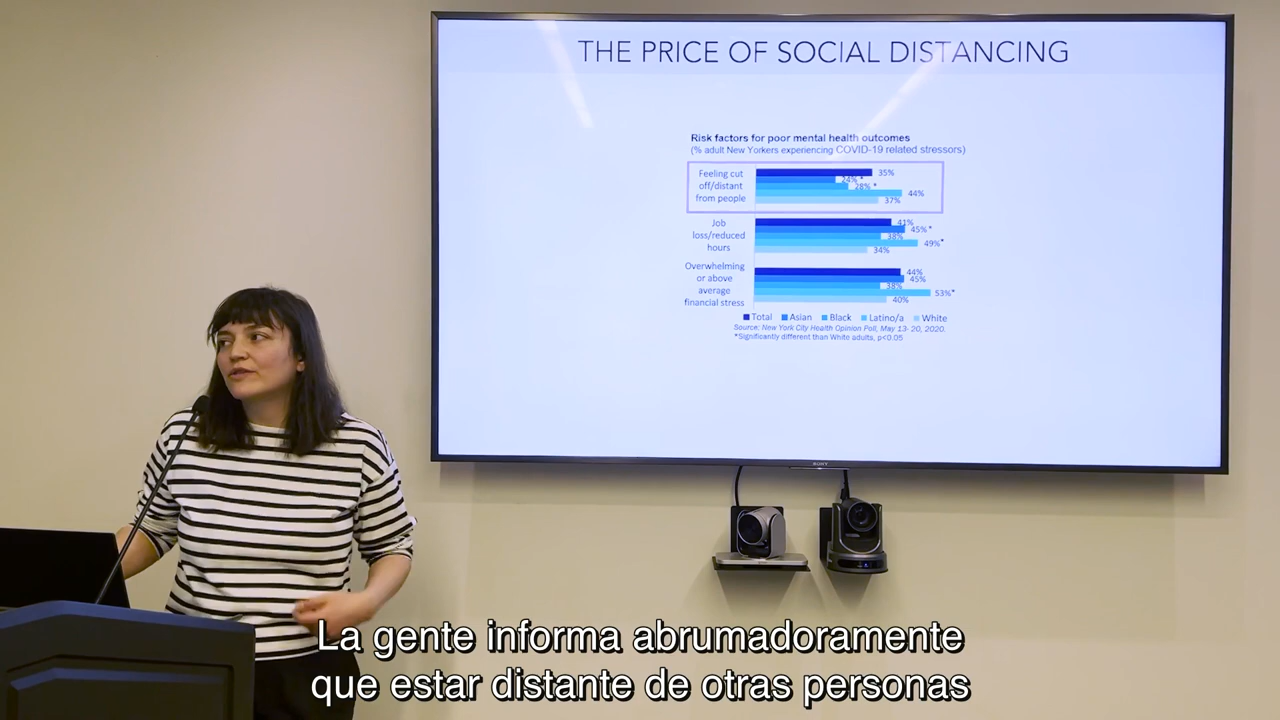 THE PRICE OF SOCIAL DISTANCING
Risk factors for poor mental health outcomes
(% adult New Yorkers experiencing COVID-19 related stressors)
Feeling cut
off/distant
from people
35%
24% *
28% *
44%
37%
Job
loss/reduced
hours
41%
45% *
38%
49% *
34%
Overwhelming
or above
average
financial stress
44%
45%
38%
53% *
40%
Total Asian Black Latino/a White
Source: New York City Health Opinion Poll, May 13- 20, 2020.
*Significantly different than White adults, p<0.05
SONY
La gente informa abrumadoramente
que estar distante de otras personas